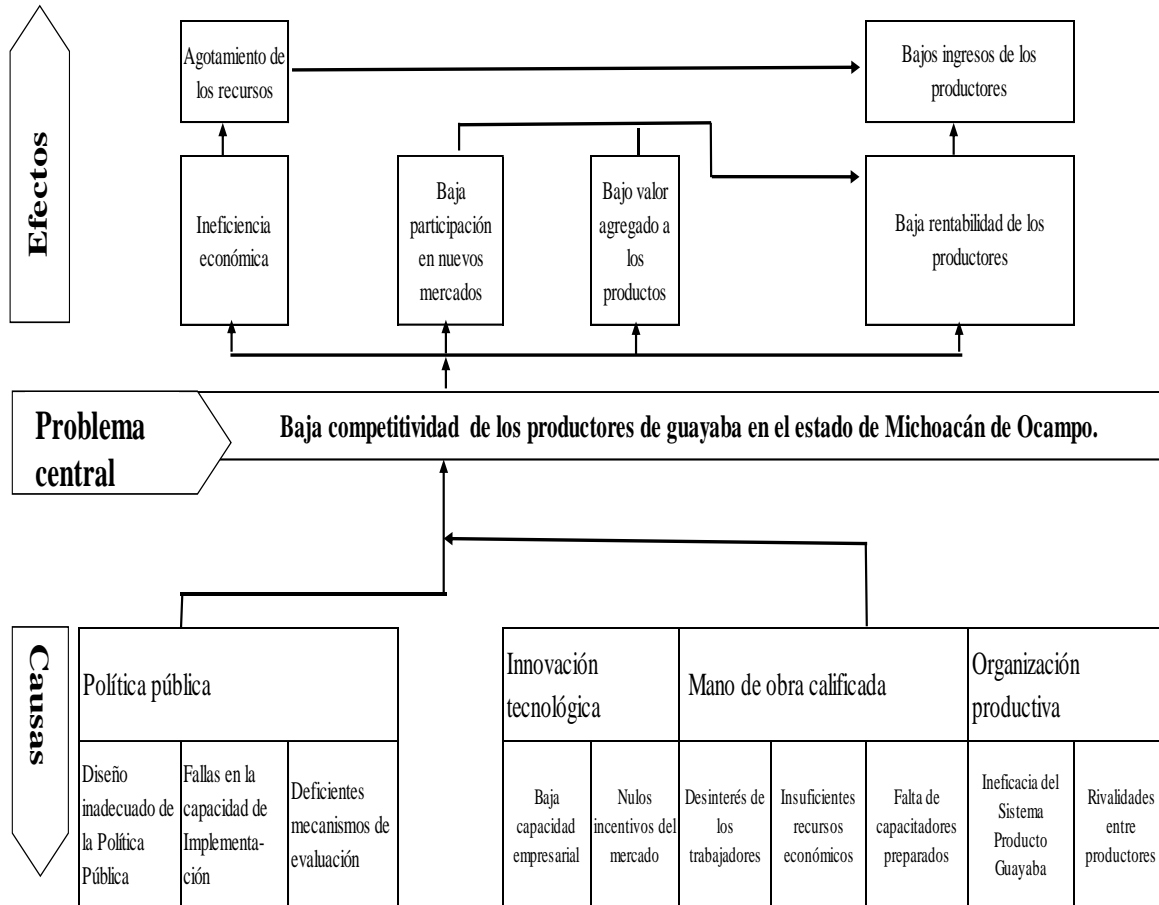 Efectos
Agotamiento de
los recursos
Bajos ingresos de los
productores
Ineficiencia
económica
Baja
participación
en nuevos
mercados
Bajo valor
agregado a
los
productos
Baja rentabilidad de los
productores
Problema
central
Baja competitividad de los productores de guayaba en el estado de Michoacán de Ocampo.
Causas
Política pública
Innovación
tecnológica
Mano de obra calificada
Organización
productiva
Diseño
inadecuado de
la Política
Pública
Fallas en la
capacidad de
Implementa-
ción
Deficientes
mecanismos de
evaluación
Baja
capacidad
empresarial
Nulos
incentivos del
mercado
Desinterés de
los
trabajadores
Insuficientes
recursos
económicos
Falta de
capacitadores
preparados
Ineficacia del
Sistema
Producto
Guayaba
Rivalidades
entre
productores